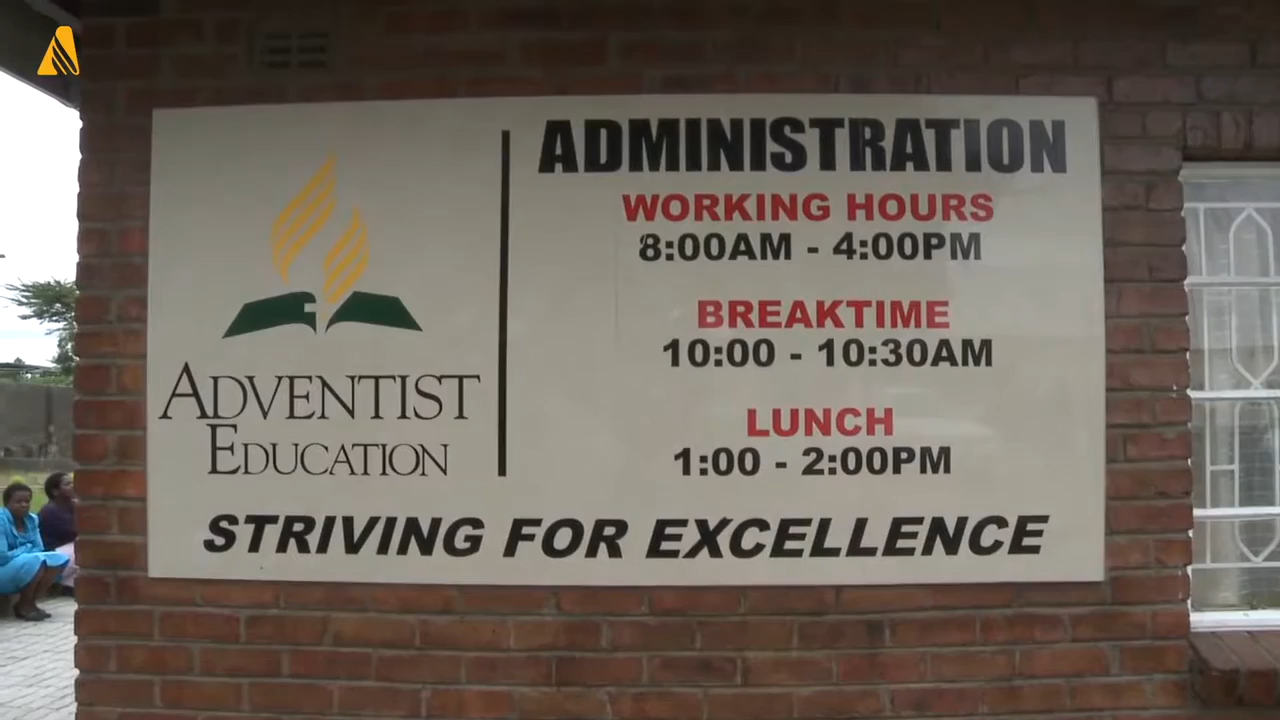 ADVENTIST
EDUCATION
ADMINISTRATION
WORKING HOURS
8:00AM - 4:00PM
BREAKTIME
10:00 - 10:30AM
LUNCH
1:00 - 2:00PM
STRIVING FOR EXCELLENCE